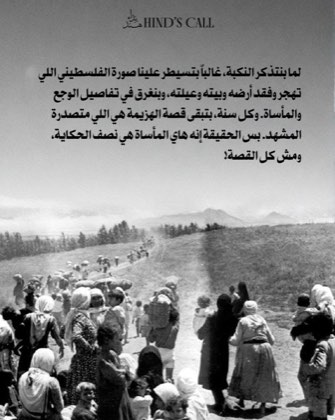 HIND'S CALL
لما بنتذكر النكبة، غالباً بتسيطر علينا صورة الفلسطيني اللي
تهجر وفقد أرضه وبيته وعيلته، وبنغرق في تفاصيل الوجع
والمأساة. وكل سنة، بتبقى قصة الهزيمة هي اللي متصدرة
المشهد. بس الحقيقة إنه هاي المأساة هي نصف الحكاية،
ومش كل القصة!